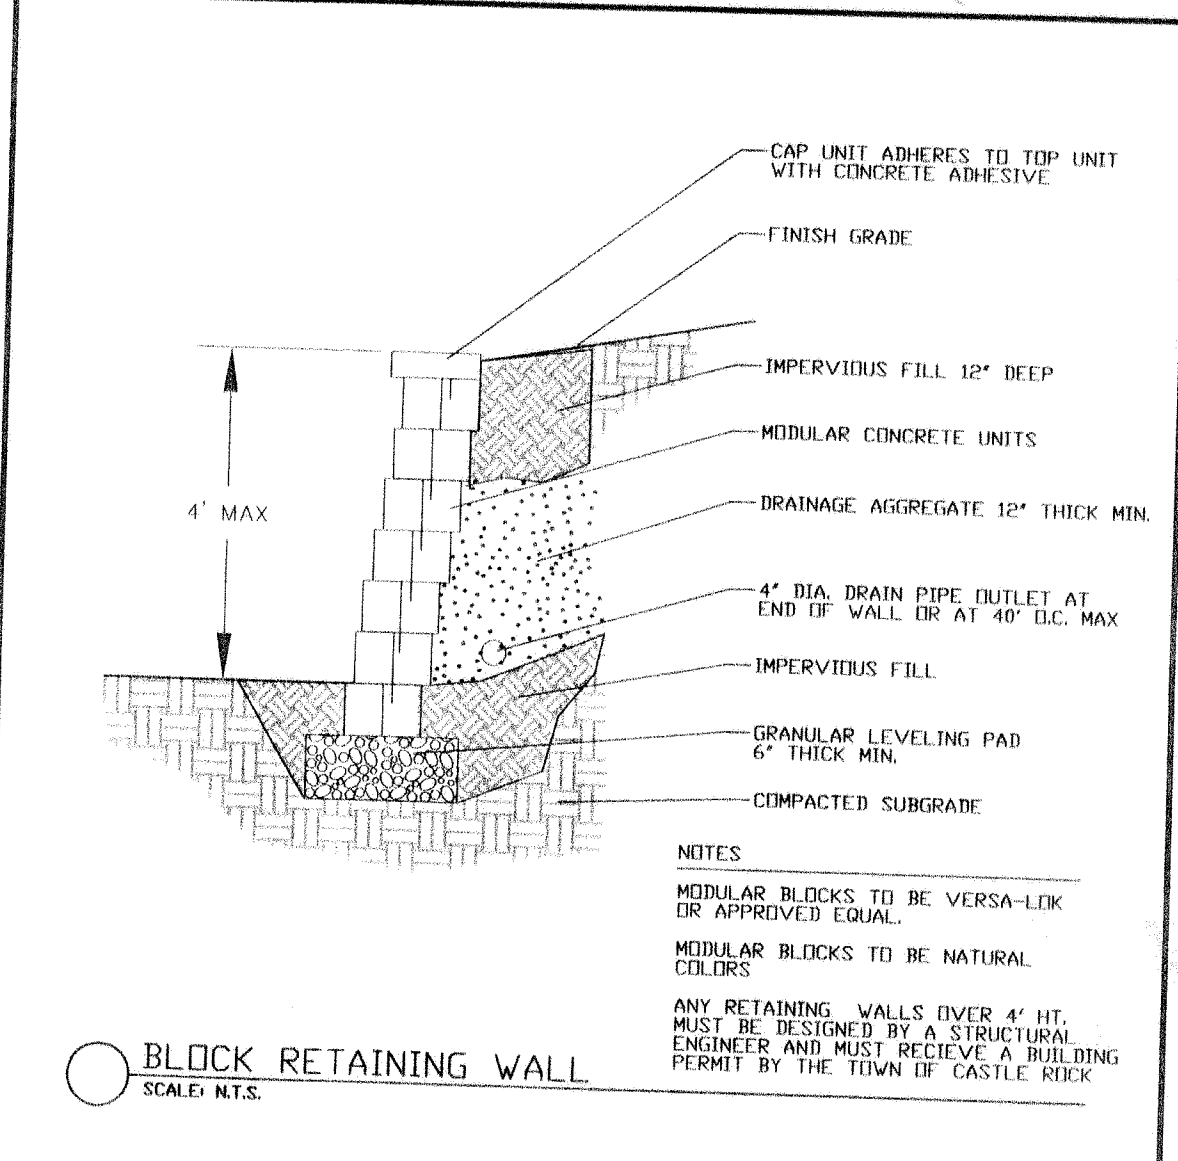 CAP UNIT ADHERES TO TOP UNIT
WITH CONCRETE ADHESIVE
FINISH GRADE
IMPERVIOUS FILL 12" DEEP
MODULAR CONCRETE UNITS
4' MAX
DRAINAGE AGGREGATE 12" THICK MIN.
4" DIA. DRAIN PIPE OUTLET AT
END OF WALL OR AT 40' O.C. MAX
IMPERVIOUS FILL
GRANULAR LEVELING PAD
6" THICK MIN.
COMPACTED SUBGRADE
NOTES
MODULAR BLOCKS TO BE VERSA-LOK
OR APPROVED EQUAL.
MODULAR BLOCKS TO BE NATURAL
COLORS
ANY RETAINING WALLS OVER 4' HT.
MUST BE DESIGNED BY A STRUCTURAL
ENGINEER AND MUST RECIEVE A BUILDING
PERMIT BY THE TOWN OF CASTLE ROCK
BLOCK RETAINING WALL
SCALE: N.T.S.